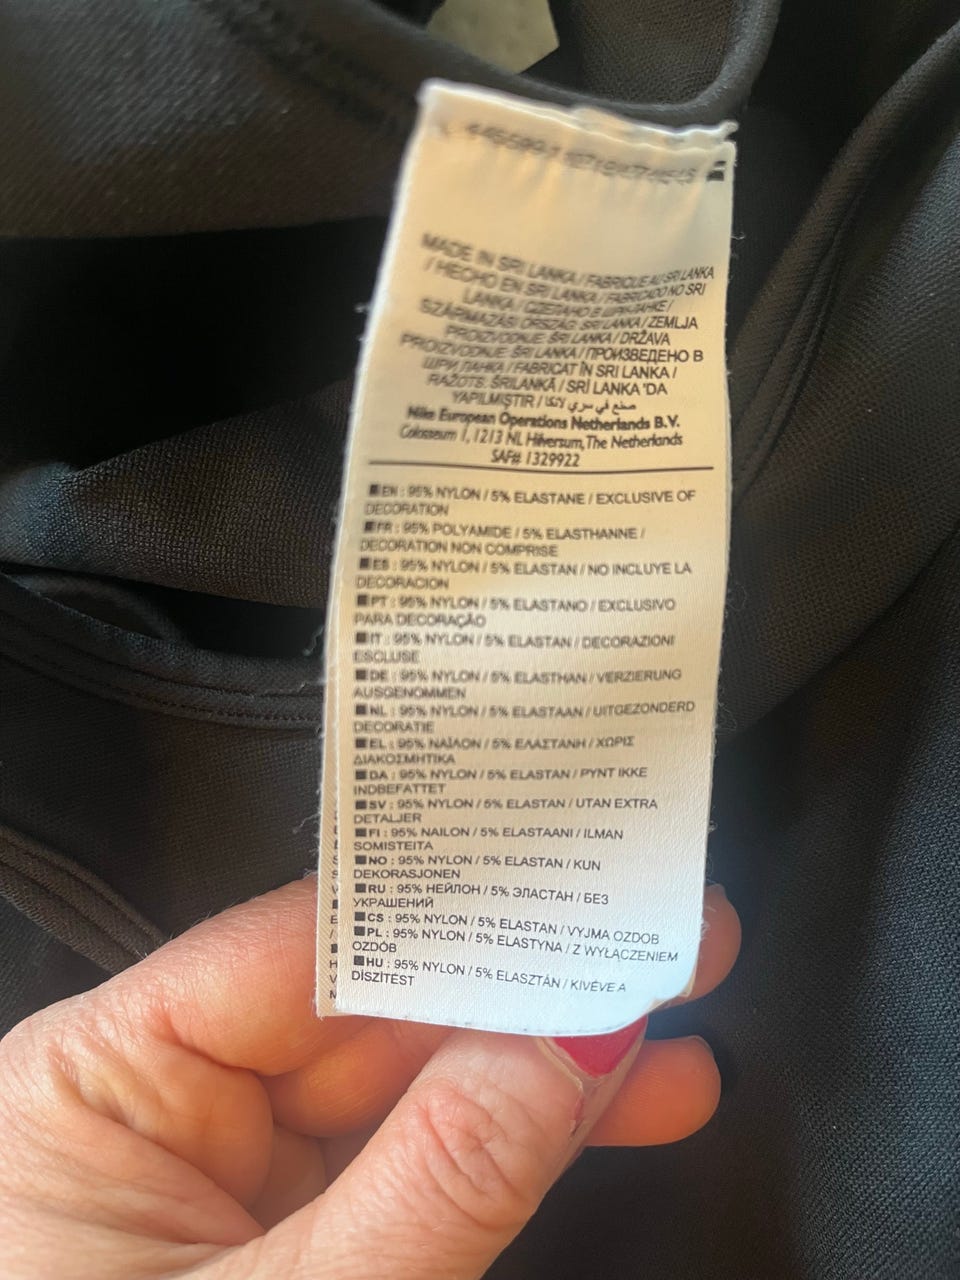 MADE IN SRI LANKA / FABRIQUE AU SRI LANKA
/ HECHO EN SRI LANKA / FABRICADO NO SRI
LANKA / СДЕЛАНО В ШРИЛАНКЕ /
SZÁRMAZÁSI ORSZÁG: SRI LANKA / ZEMLJA
PROIZVODNJE: ŠRI LANKA / DRŽAVA
PROIZVODNJE: ŠRI LANKA / ПРОИЗВЕДЕНО В
ШРИ ЛАНКА / FABRICAT ÎN SRI LANKA /
RAŽOTS: ŠRILANKĀ / SRİ LANKA 'DA
YAPILMIŞTIR / صنع في سري لانكا
Nike European Operations Netherlands B.V.
Colosseum 1, 1213 NL Hilversum, The Netherlands
SAF# 1329922
EN : 95% NYLON / 5% ELASTANE / EXCLUSIVE OF
DECORATION
FR : 95% POLYAMIDE / 5% ELASTHANNE /
DECORATION NON COMPRISE
ES : 95% NYLON / 5% ELASTAN / NO INCLUYE LA
DECORACION
PT : 95% NYLON / 5% ELASTANO / EXCLUSIVO
PARA DECORAÇÃO
IT : 95% NYLON / 5% ELASTAN / DECORAZIONI
ESCLUSE
DE : 95% NYLON / 5% ELASTHAN / VERZIERUNG
AUSGENOMMEN
NL : 95% NYLON / 5% ELASTAAN / UITGEZONDERD
DECORATIE
EL : 95% ΝΑΪΛΟΝ / 5% ΕΛΑΣΤΑΝΗ / ΧΩΡΙΣ
ΔΙΑΚΟΣΜΗΤΙΚΑ
DA : 95% NYLON / 5% ELASTAN / PYNT IKKE
INDBEFATTET
SV : 95% NYLON / 5% ELASTAN / UTAN EXTRA
DETALJER
FI : 95% NAILON / 5% ELASTAANI / ILMAN
SOMISTEITA
NO : 95% NYLON / 5% ELASTAN / KUN
DEKORASJONEN
RU : 95% НЕЙЛОН / 5% ЭЛАСТАН / БЕЗ
УКРАШЕНИЙ
CS : 95% NYLON / 5% ELASTAN / VYJMA OZDOB
PL : 95% NYLON / 5% ELASTYNA / Z WYŁĄCZENIEM
OZDÓB
HU : 95% NYLON / 5% ELASZTÁN / KIVÉVE A
DÍSZÍTÉST